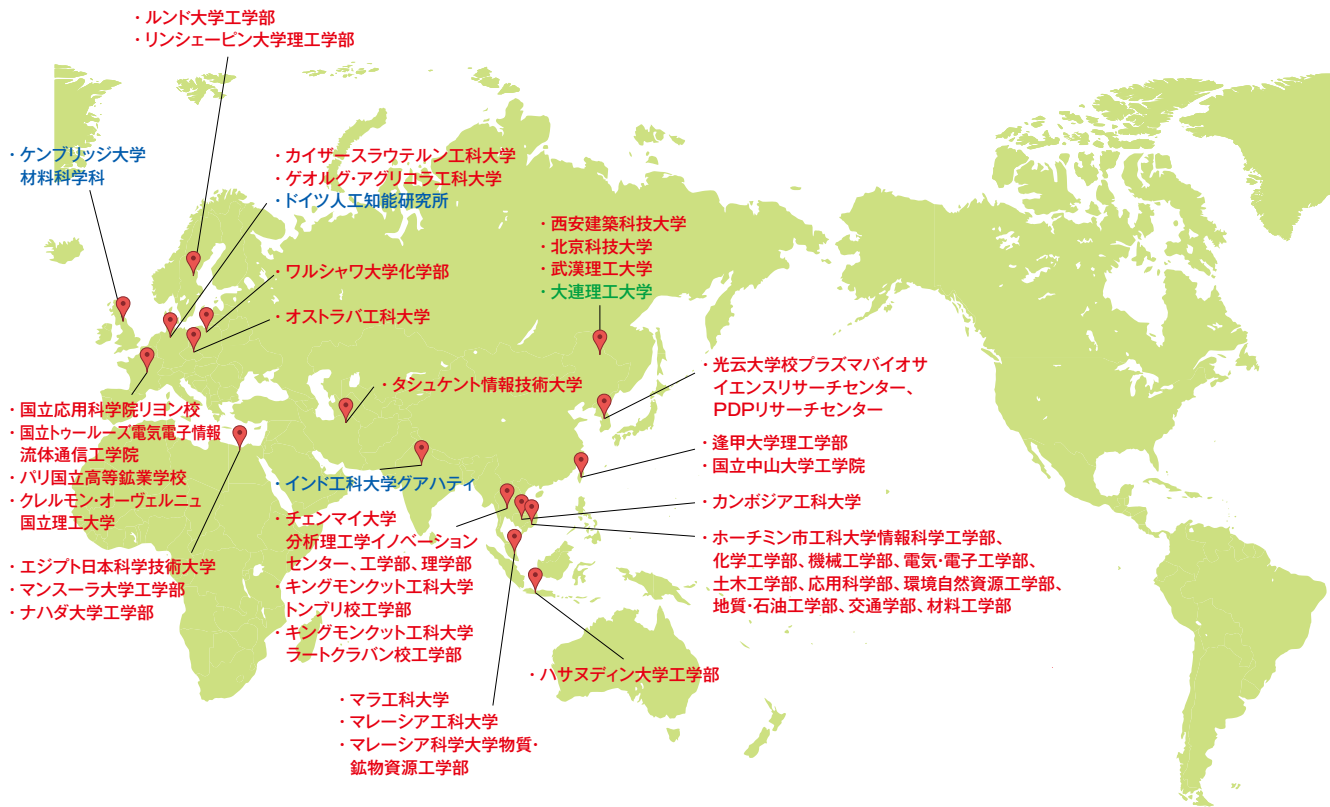 ・ルンド大学工学部
・リンシェーピン大学理工学部
・ケンブリッジ大学
材料科学科
・カイザースラウテルン工科大学
・ゲオルグ・アグリコラ工科大学
・ドイツ人工知能研究所
・西安建築科技大学
・北京科技大学
・武漢理工大学
・大連理工大学
・ワルシャワ大学化学部
・オストラバ工科大学
・タシュケント情報技術大学
・光云大学校プラズマバイオサ
イエンスリサーチセンター、
PDPリサーチセンター
・国立応用科学院リヨン校
・国立トゥールーズ電気電子情報
流体通信工学院
・パリ国立高等鉱業学校
・クレルモン・オーヴェルニュ
国立理工大学
・逢甲大学理工学部
・国立中山大学工学院
・インド工科大学グアハティ
・カンボジア工科大学
・チェンマイ大学
分析理工学イノベーション
センター、工学部、理学部
・キングモンクット工科大学
トンブリ校工学部
・キングモンクット工科大学
ラートクラバン校工学部
・ホーチミン市工科大学情報科学工学部、
化学工学部、機械工学部、電気・電子工学部、
土木工学部、応用科学部、環境自然資源工学部、
地質・石油工学部、交通学部、材料工学部
・エジプト日本科学技術大学
・マンスーラ大学工学部
・ナハダ大学工学部
・ハサヌディン大学工学部
・マラ工科大学
・マレーシア工科大学
・マレーシア科学大学物質・
鉱物資源工学部